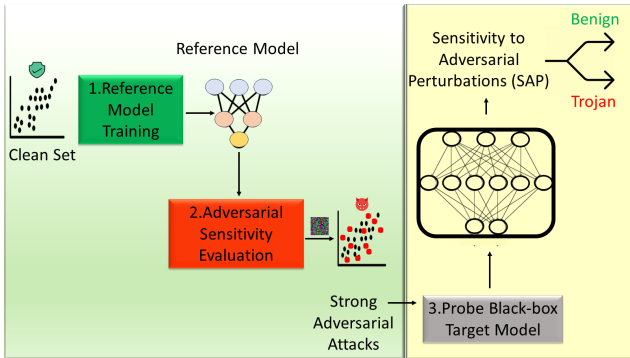 Clean Set
1.Reference
Model
Training
Reference Model
2.Adversarial
Sensitivity
Evaluation
Strong
Adversarial
Attacks
3.Probe Black-box
Target Model
Sensitivity to
Adversarial
Perturbations (SAP)
Benign
Trojan